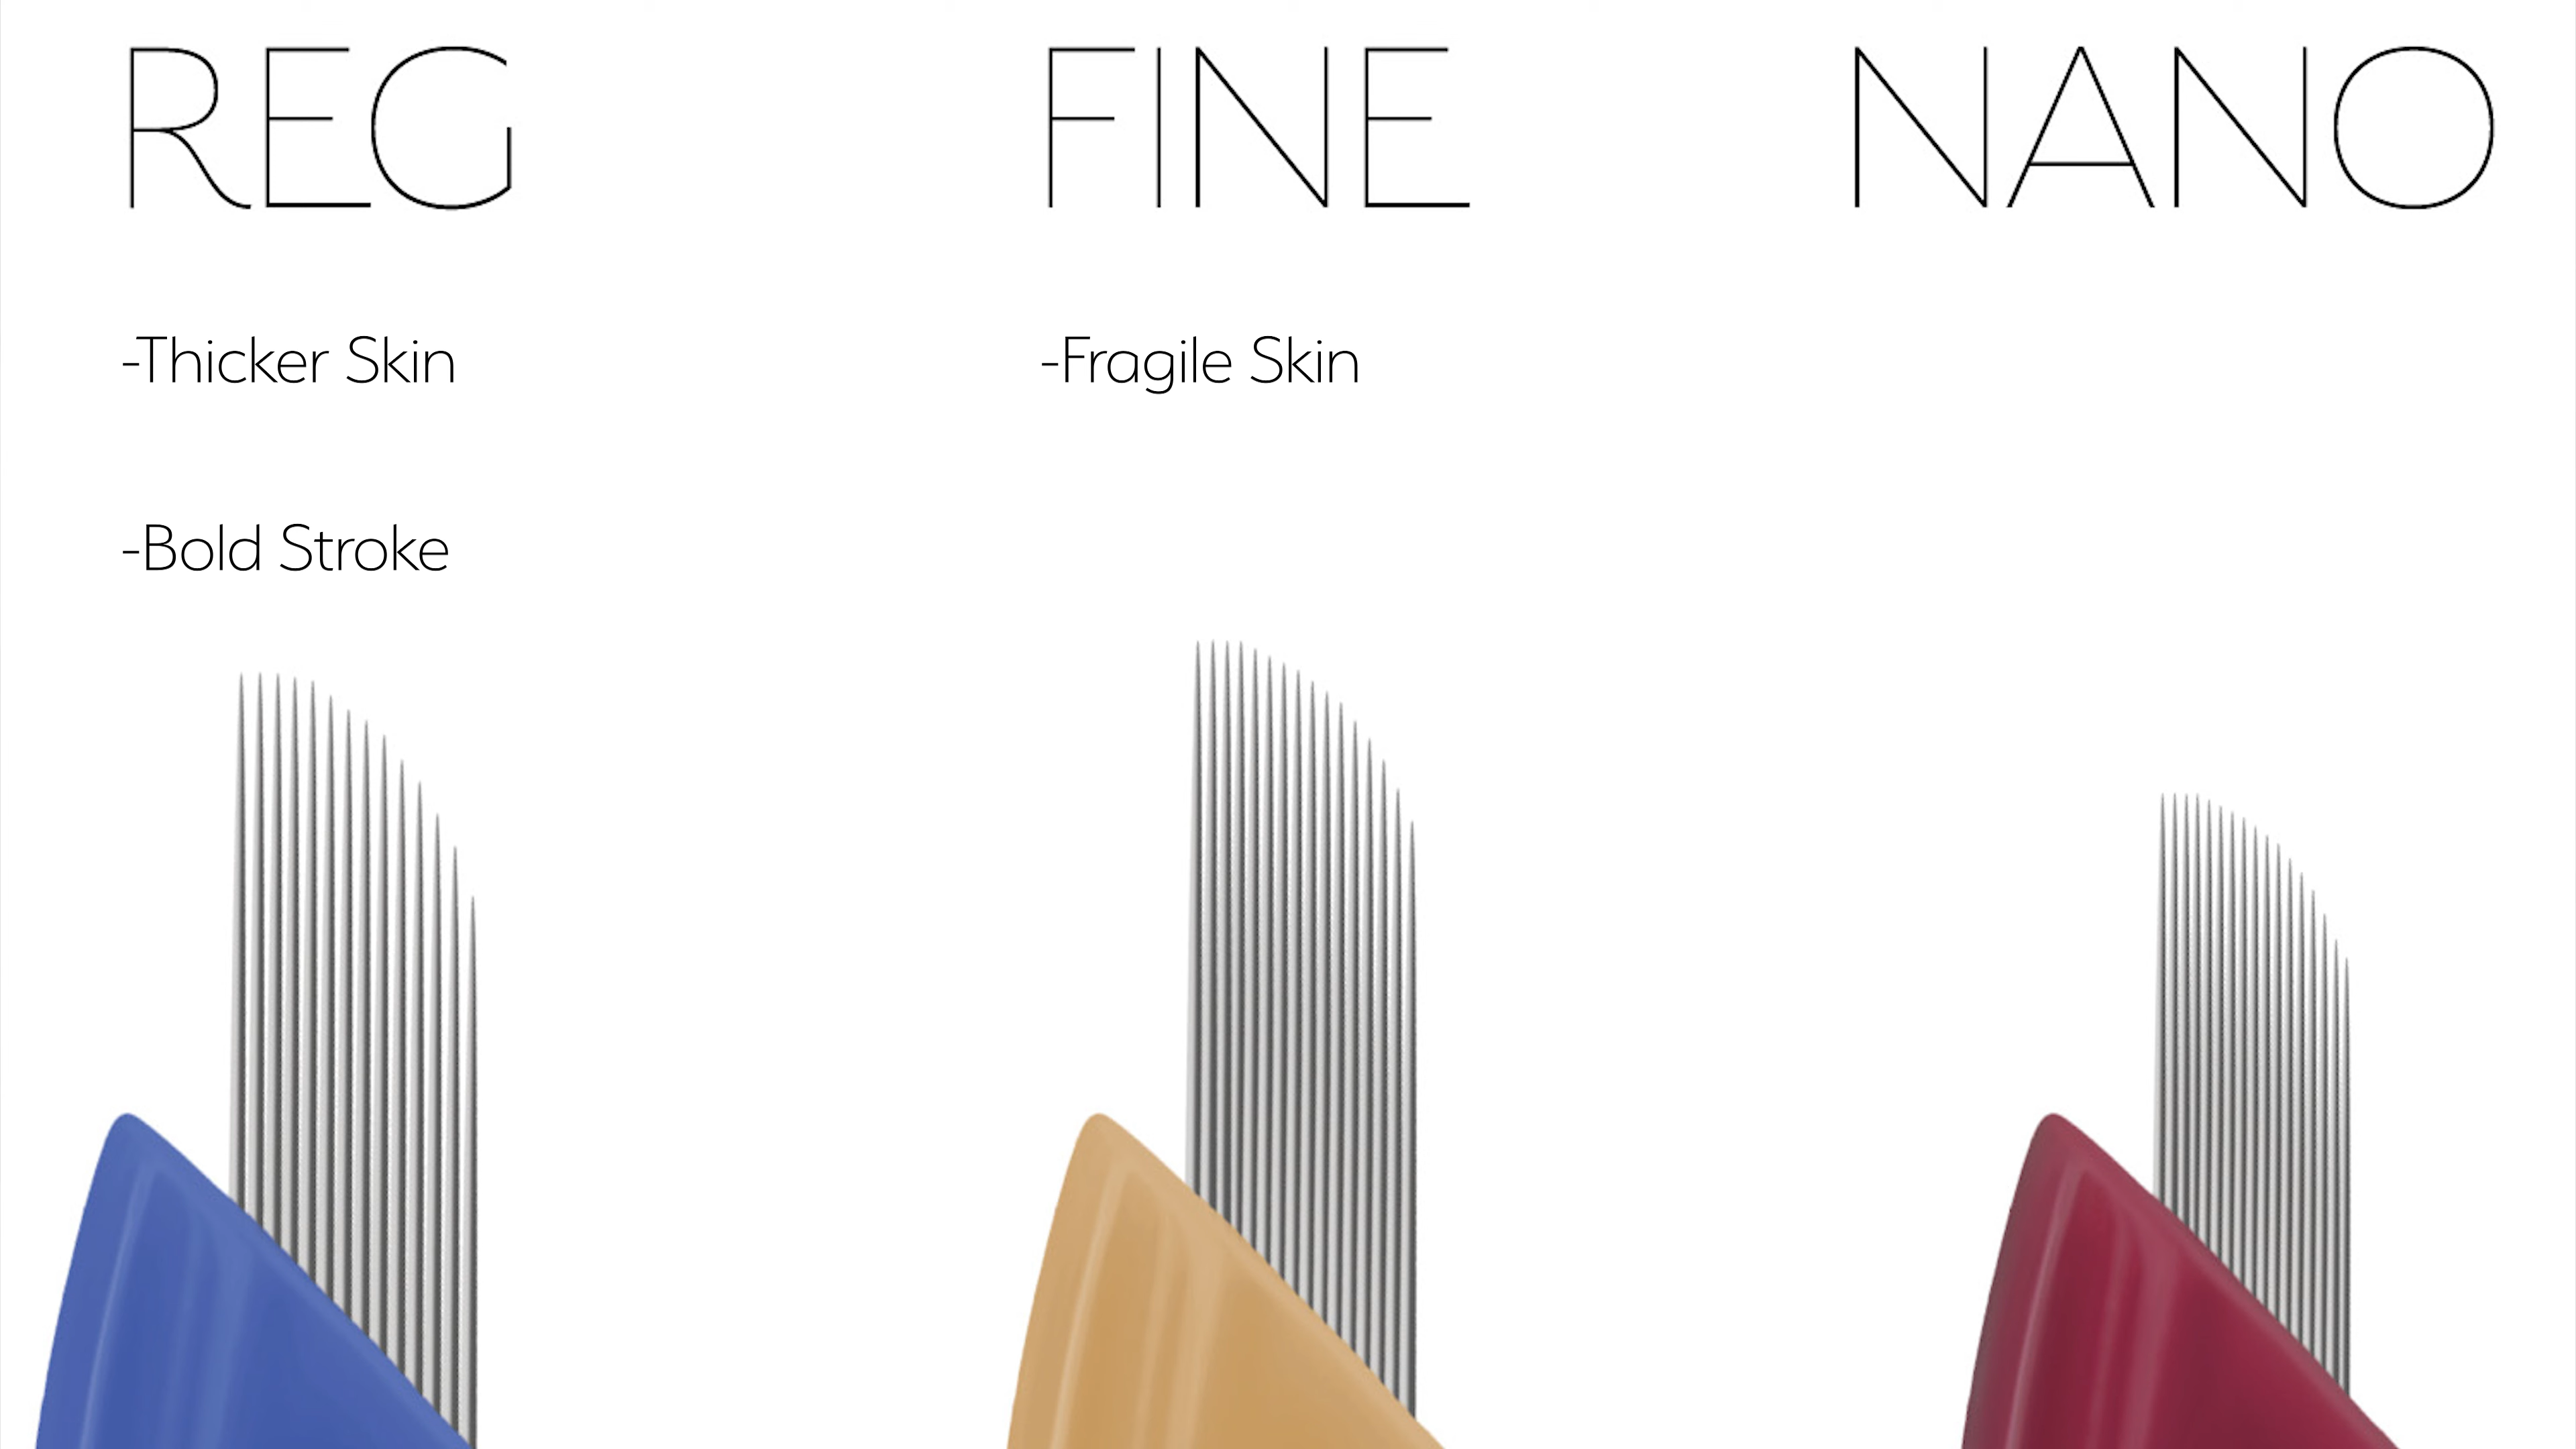 REG
FINE
NANO
-Thicker Skin
-Fragile Skin
-Bold Stroke